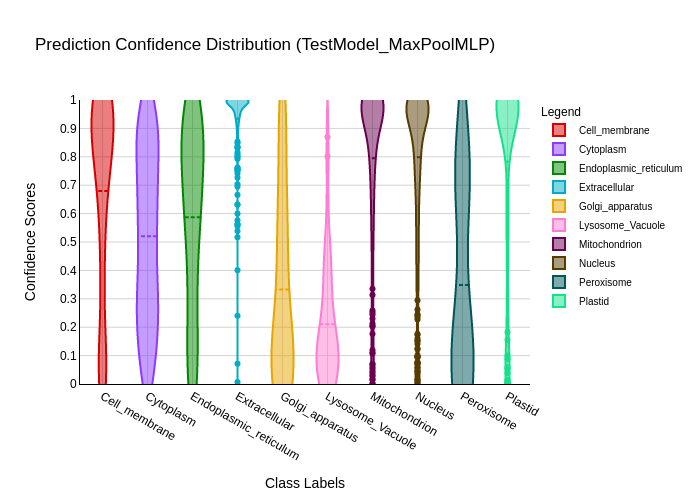 Prediction Confidence Distribution (TestModel_MaxPoolMLP)
Confidence Scores
1
0.9
0.8
0.7
0.6
0.5
0.4
0.3
0.2
0.1
0
Cell_membrane
Cytoplasm
Endoplasmic_reticulum
Extracellular
Golgi_apparatus
Lysosome_Vacuole
Mitochondrion
Nucleus
Peroxisome
Plastid
Class Labels
Legend
Cell_membrane
Cytoplasm
Endoplasmic_reticulum
Extracellular
Golgi_apparatus
Lysosome_Vacuole
Mitochondrion
Nucleus
Peroxisome
Plastid